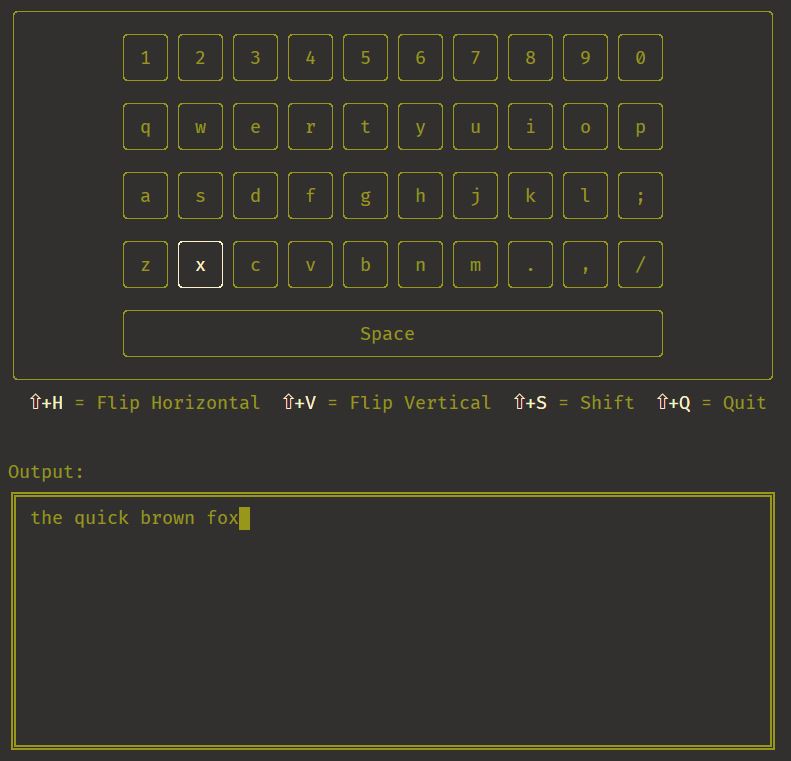 1 2 3 4 5 6 7 8 9 0
q w e r t y u i o p
a s d f g h j k l ;
z x c v b n m . , /
Space
⇧+H = Flip Horizontal ⇧+V = Flip Vertical ⇧+S = Shift ⇧+Q = Quit
Output:
the quick brown fox